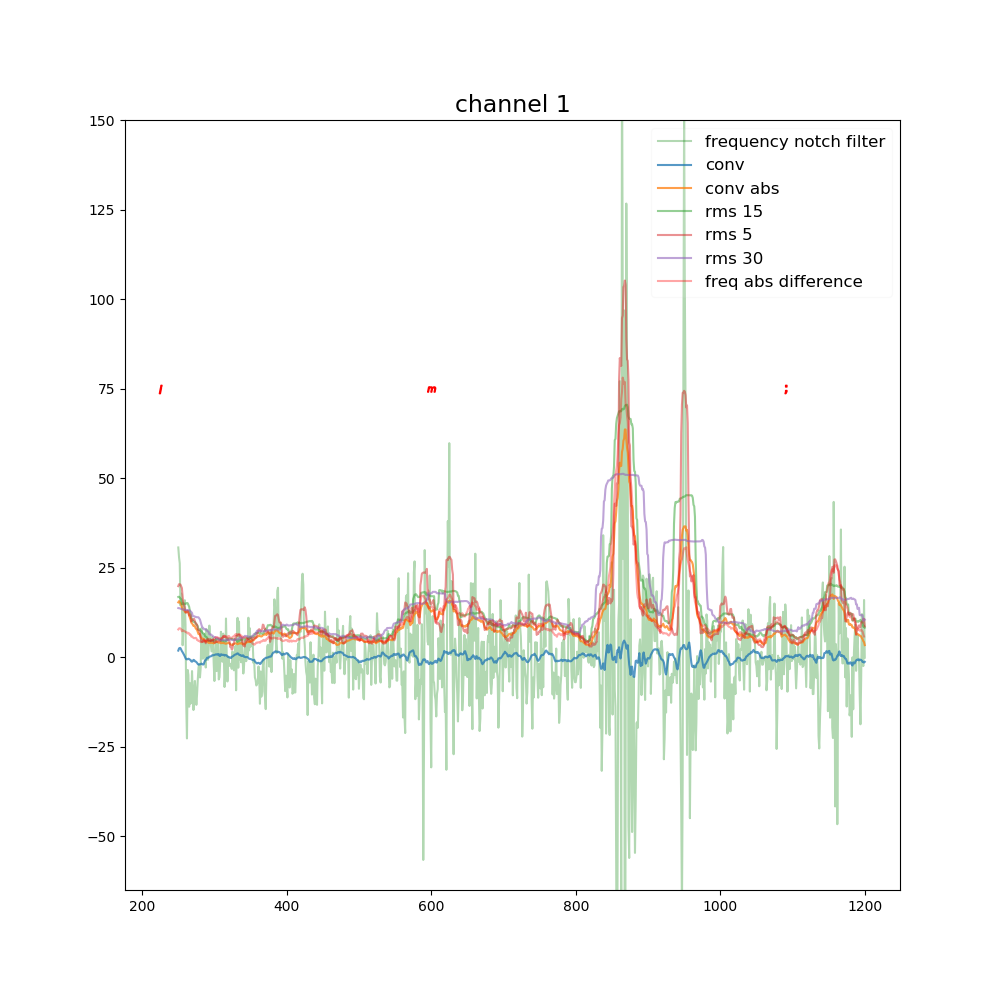 channel 1
150
125
100
75
50
25
0
−25
−50
200 400 600 800 1000 1200
frequency notch filter
conv
conv abs
rms 15
rms 5
rms 30
freq abs difference
l m ;